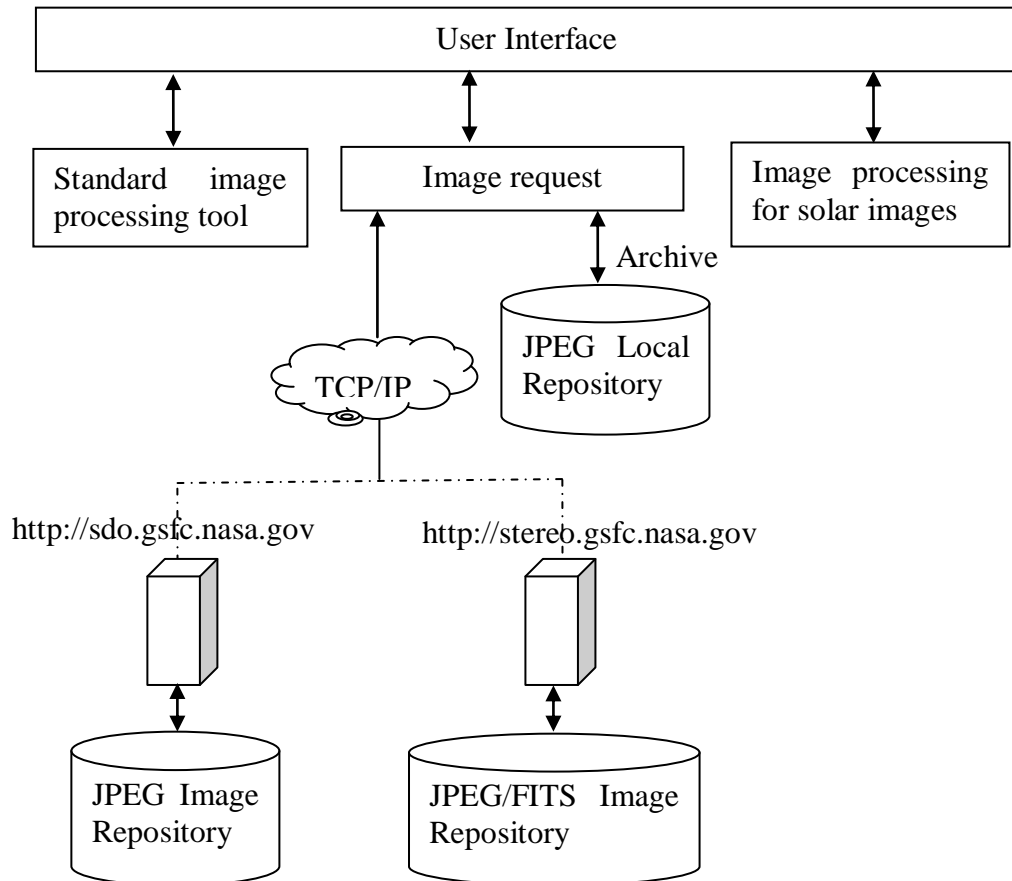 User Interface
Standard image
processing tool
Image request
Image processing
for solar images
Archive
JPEG Local
Repository
TCP/IP
http://sdo.gsfc.nasa.gov
http://stereo.gsfc.nasa.gov
JPEG Image
Repository
JPEG/FITS Image
Repository